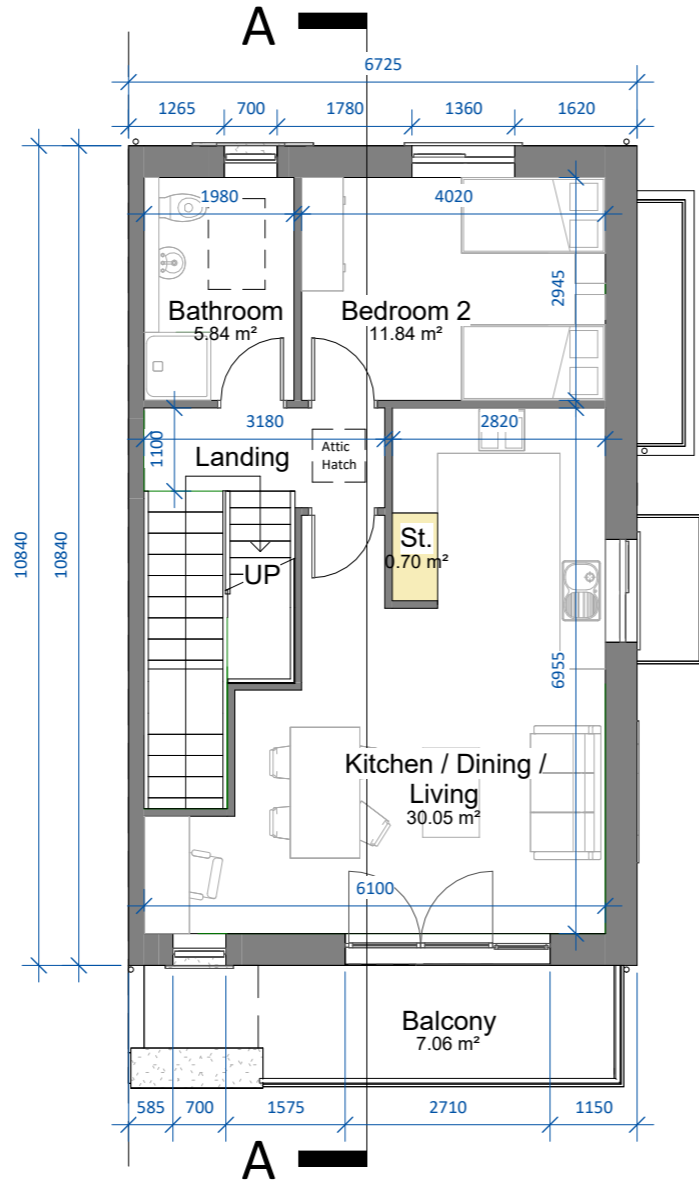 A
6725
1265 700 1780 1360 1620
1980 4020
Bathroom
5.84 m²
Bedroom 2
11.84 m²
2945
3180 2820
1100
Landing
Attic
Hatch
10840 10840
St.
0.70 m²
UP
6955
Kitchen / Dining /
Living
30.05 m²
6100
Balcony
7.06 m²
585 700 1575 2710 1150
A